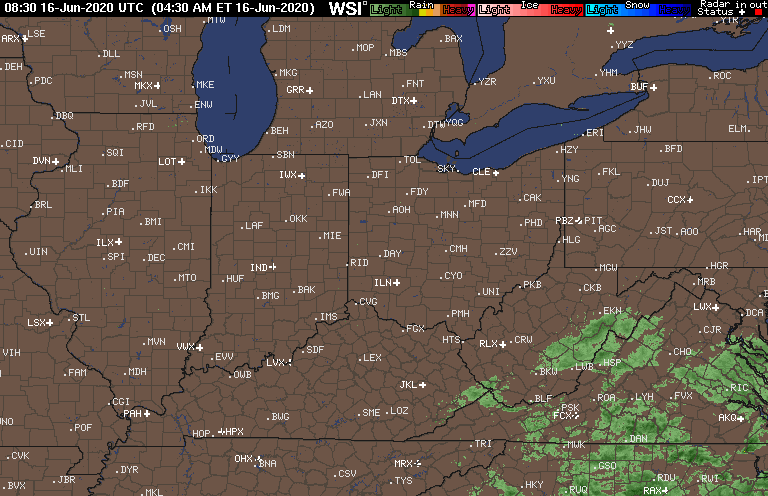 08:30 16-Jun-2020 UTC (04:30 AM ET 16-Jun-2020) WSI Light Rain Heavy Light Ice Heavy Light Snow Heavy Radar in out
Status
MTW OSH LDM BAX YTR
ARX LSE MOP MBS YYZ
DLL
DEH MSN MKG YHM
PDC MKX MKE GRR FNT YZR YXU BUF ROC
JVL ENW LAN DTX
DBQ RFD AZO JXN DTW YQG
CID ORD BEH ERI JHW ELM
DVN SQI MDW SBN HZY BFD
MLI LOT GYY TOL
IWX DFI SKY CLE YNG FKL
BDF IKK FWA FDY DUJ IPT
BRL PIA AOH MFD CAK CCX
BMI LAF OKK MNN PHD PBZ PIT
ILX MIE AGC JST AOO HAR
UIN SPI DEC CMI DAY CMH ZZV HLG
IND RID MGW HGR
MTO HUF ILN CYO PKB CKB MRB
BMG BAK UNI
CVG LWX
LSX STL IMS PMH EKN DCA
FGX CJR
MVN VWX HTS RLX CRW
VIH EVV SDF LEX CHO
FAM MDH OWB LVX BKW LWB HSP
JKL RIC
CGI BLF ROA LYH FVX
PAH BWG SME LOZ PSK
FCX AKQ
POF HOP HPX DAN
TRI MWK
CVK OHX BNA MRX GSO
DYR CSV TYS RDU RWI
BVX JBR MKL HKY RUQ RAX